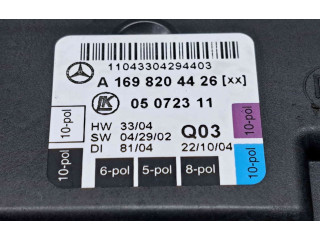 11043304294403
A 169 820 44 26 [xx]
LK
05 0723 11
10-pol
10-pol
HW 33/04
SW 04/29/02
DI 81/04
Q03
22/10/04
10-pol
10-pol
6-pol 5-pol 8-pol